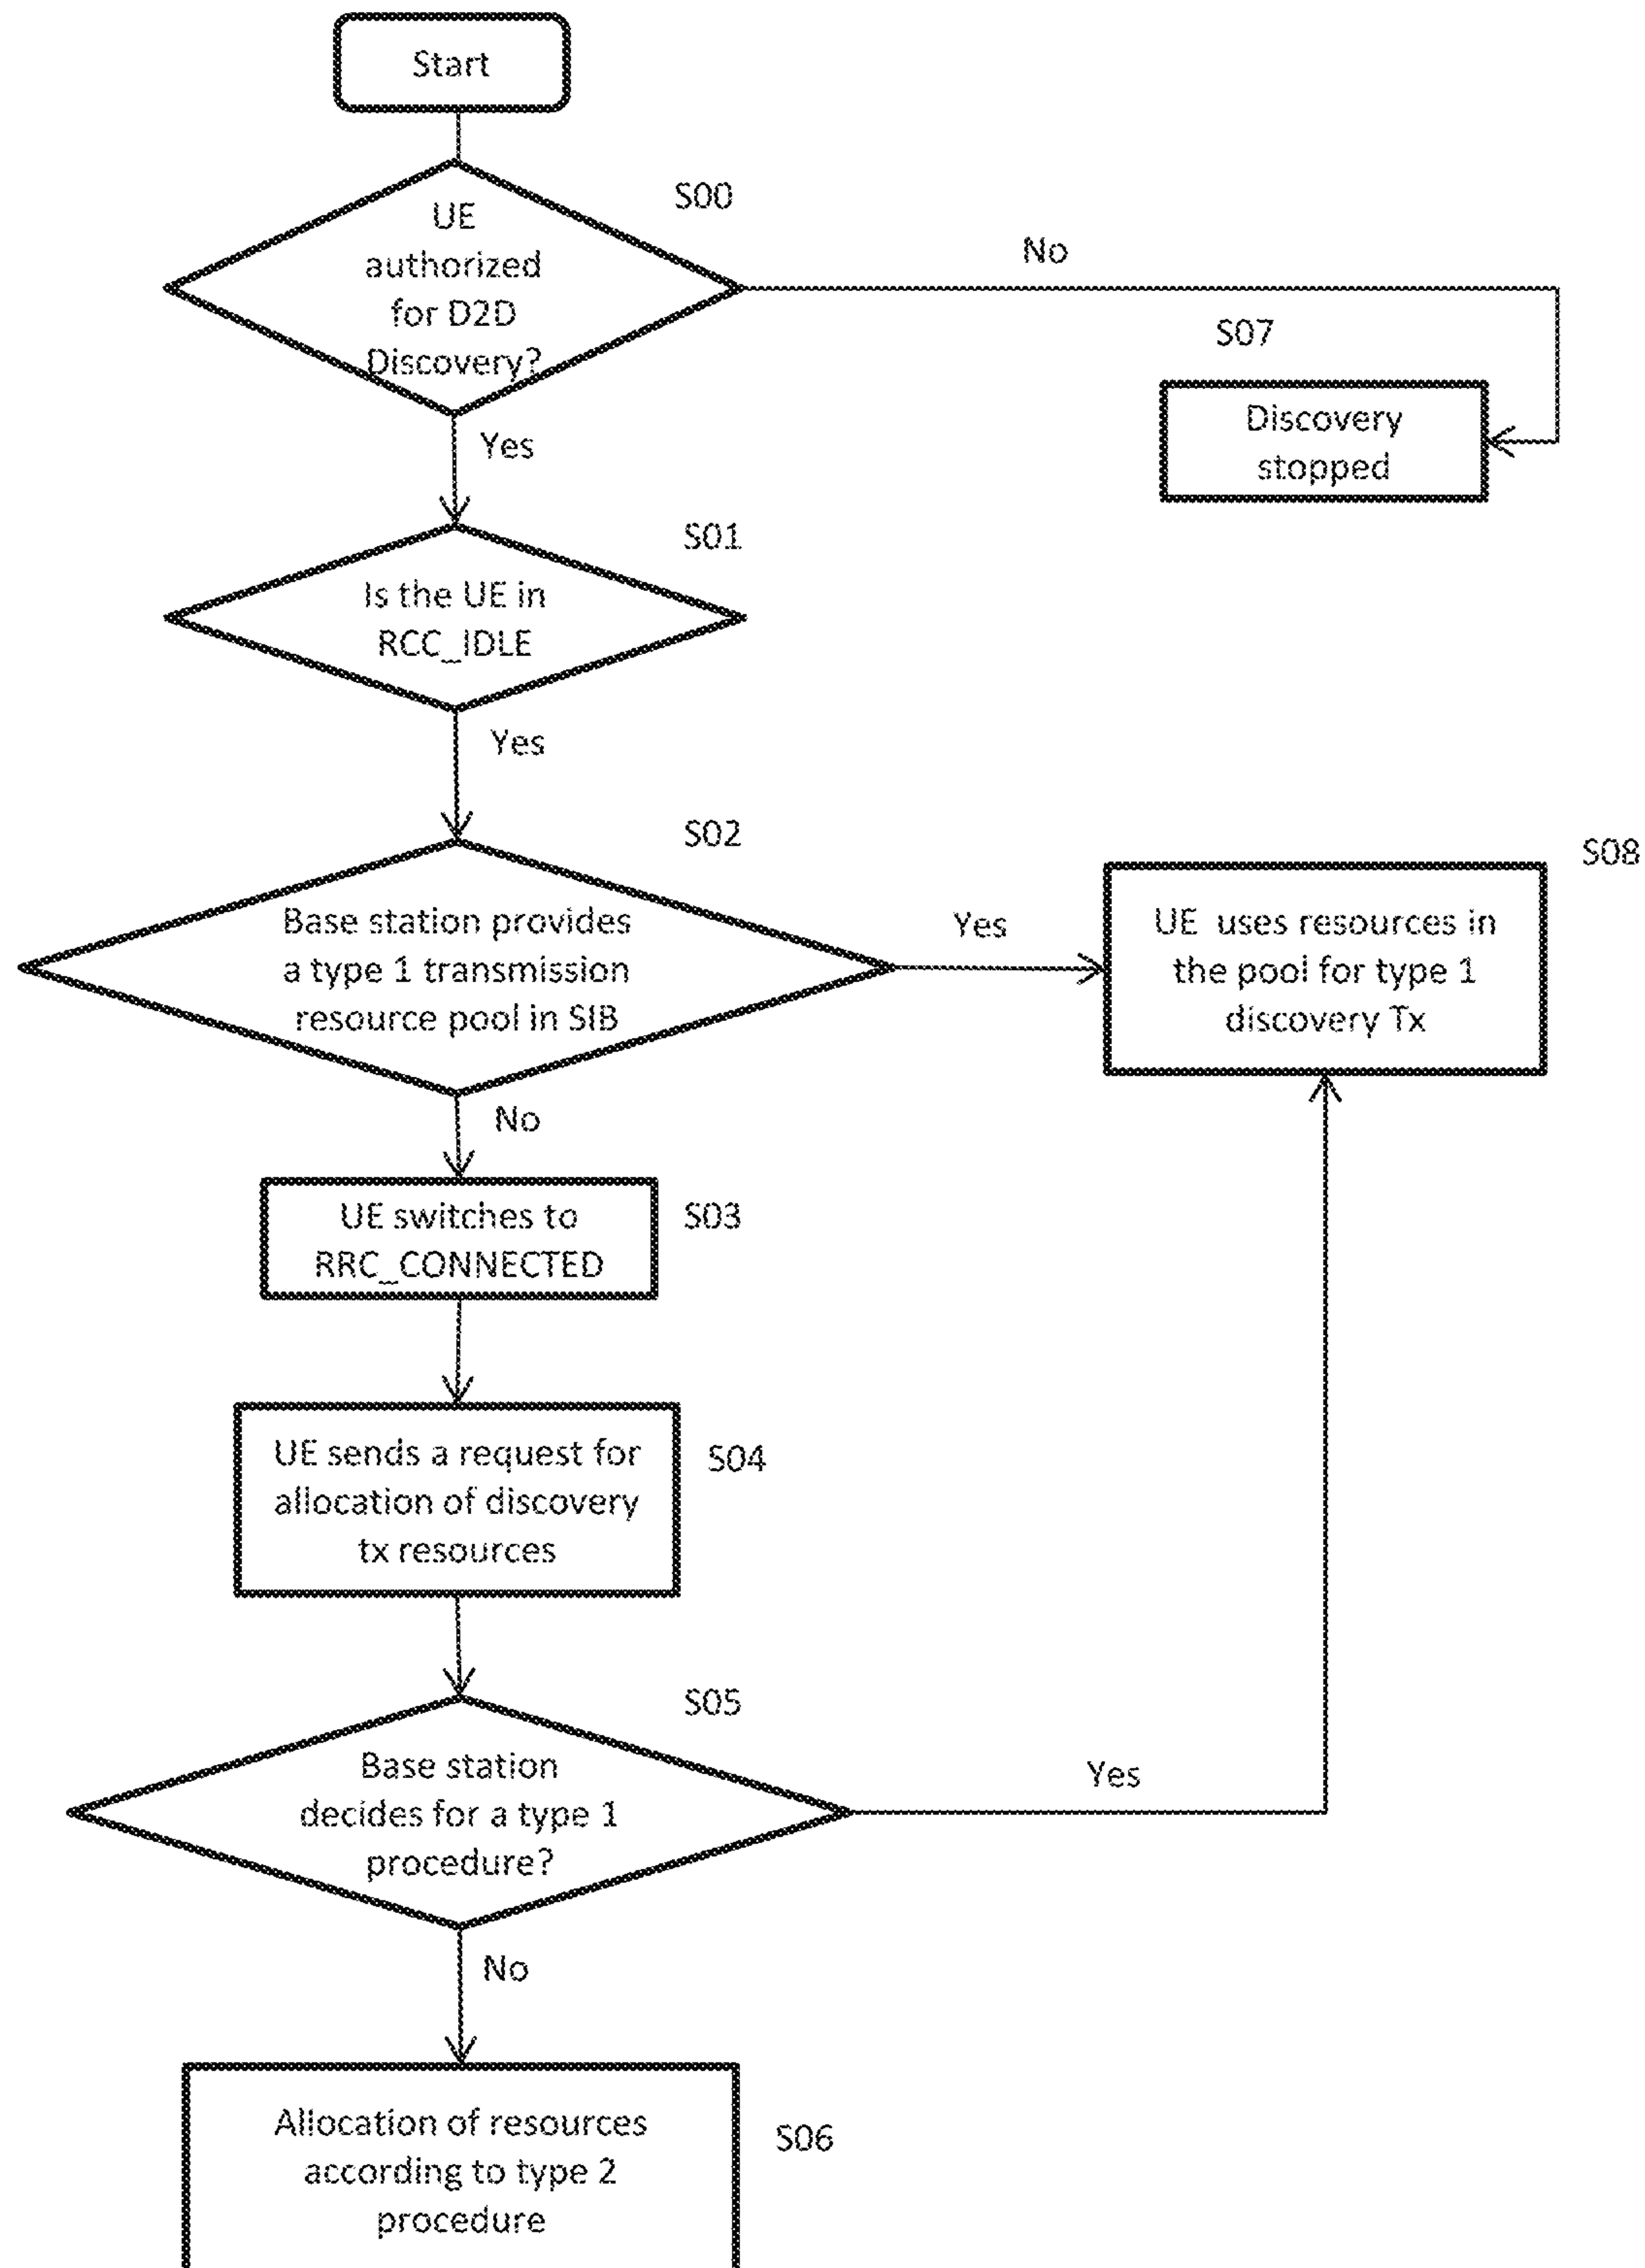 Start
S00
UE
authorized
for D2D
Discovery?
No
S07
Discovery
stopped
Yes
S01
Is the UE in
RCC_IDLE
Yes
S02
Base station provides
a type 1 transmission
resource pool in SIB
Yes
S08
UE uses resources in
the pool for type 1
discovery Tx
No
UE switches to
RRC_CONNECTED
S03
UE sends a request for
allocation of discovery
tx resources
S04
S05
Base station
decides for a type 1
procedure?
Yes
No
Allocation of resources
according to type 2
procedure
S06